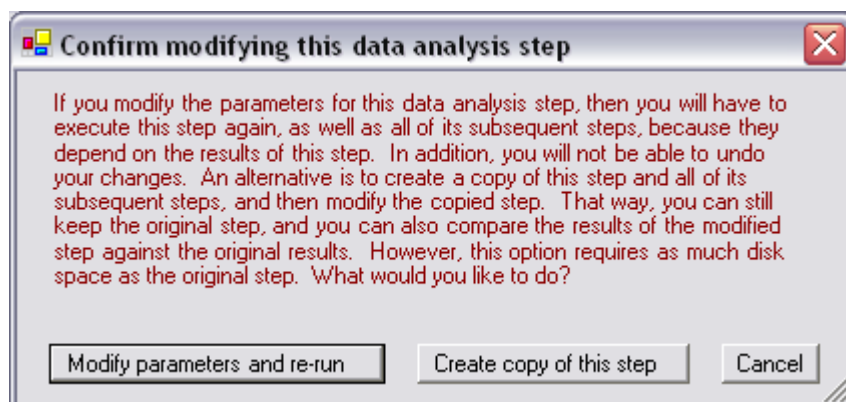 Confirm modifying this data analysis step
If you modify the parameters for this data analysis step, then you will have to
execute this step again, as well as all of its subsequent steps, because they
depend on the results of this step.  In addition, you will not be able to undo
your changes.  An alternative is to create a copy of this step and all of its
subsequent steps, and then modify the copied step.  That way, you can still
keep the original step, and you can also compare the results of the modified
step against the original results.  However, this option requires as much disk
space as the original step.  What would you like to do?
Modify parameters and re-run Create copy of this step Cancel